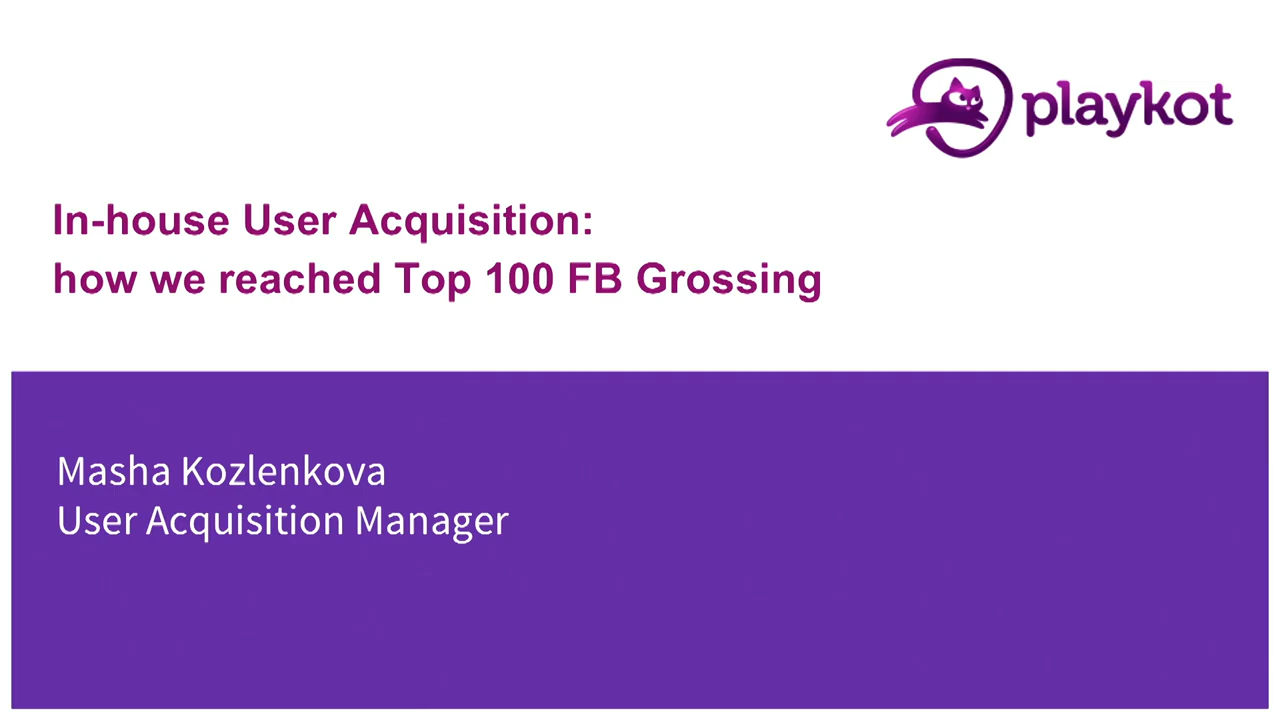 playkot
In-house User Acquisition:
how we reached Top 100 FB Grossing
Masha Kozlenkova
User Acquisition Manager